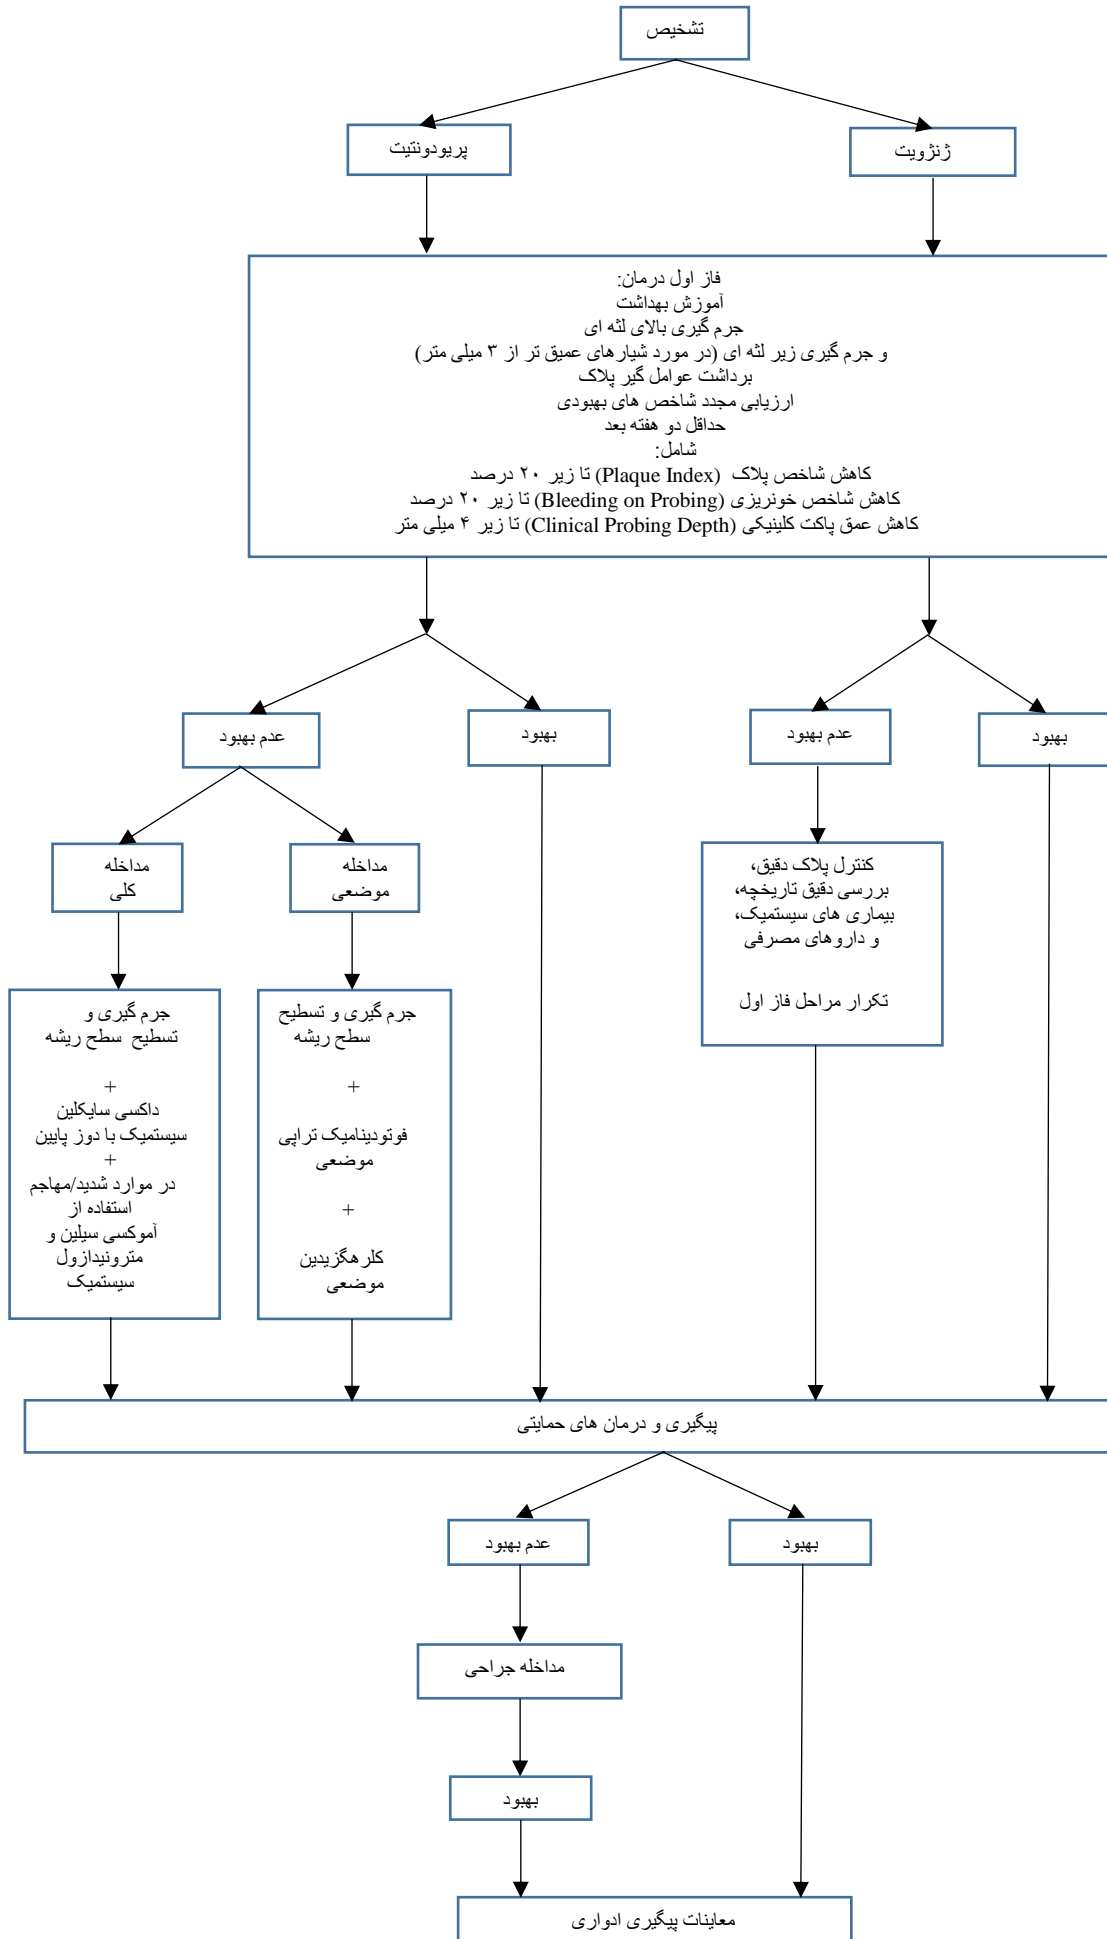 تشخیص
ژنژویت
پریودونتیت
فاز اول درمان:
آموزش بهداشت
جرم گیری بالای لثه ای
و جرم گیری زیر لثه ای (در مورد شیارهای عمیق تر از ۳ میلی متر)
برداشت عوامل گیر پلاک
ارزیابی مجدد شاخص های بهبودی
حداقل دو هفته بعد
شامل:
کاهش شاخص پلاک (Plaque Index) تا زیر ۲۰ درصد
کاهش شاخص خونریزی (Bleeding on Probing) تا زیر ۲۰ درصد
کاهش عمق پاکت کلینیکی (Clinical Probing Depth) تا زیر ۴ میلی متر
بهبود
عدم بهبود
بهبود
عدم بهبود
کنترل پلاک دقیق،
بررسی دقیق تاریخچه،
بیماری های سیستمیک،
و داروهای مصرفی
تکرار مراحل فاز اول
مداخله
موضعی
مداخله
کلی
جرم گیری و تسطیح
سطح ریشه
+
فوتودینامیک تراپی
موضعی
+
کلرهگزیدین
موضعی
جرم گیری و
تسطیح سطح ریشه
+
داکسی سایکلین
سیستمیک با دوز پایین
+
در موارد شدید/مهاجم
استفاده از
آموکسی سیلین و
مترونیدازول
سیستمیک
پیگیری و درمان های حمایتی
بهبود
عدم بهبود
مداخله جراحی
بهبود
معاینات پیگیری ادواری